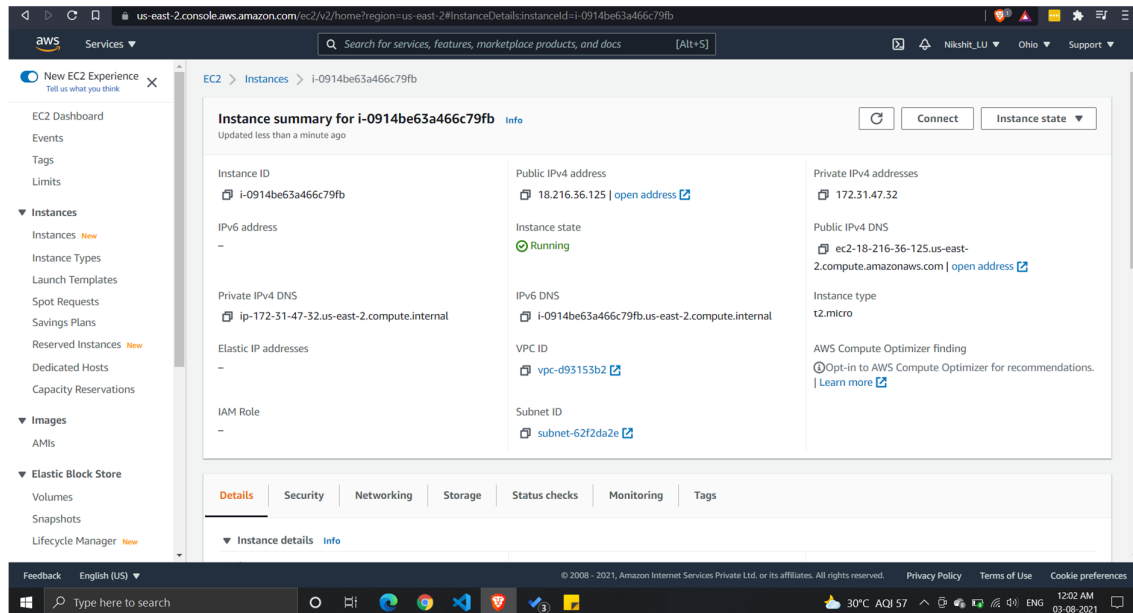 us-east-2.console.aws.amazon.com/ec2/v2/home?region=us-east-2#InstanceDetails:instanceId=i-0914be63a466c79fb
aws Services ▼ Search for services, features, marketplace products, and docs [Alt+S] Nikshit_LU ▼ Ohio ▼ Support ▼
New EC2 Experience
Tell us what you think
EC2 Dashboard
Events
Tags
Limits
▼ Instances
Instances New
Instance Types
Launch Templates
Spot Requests
Savings Plans
Reserved Instances New
Dedicated Hosts
Capacity Reservations
▼ Images
AMIs
▼ Elastic Block Store
Volumes
Snapshots
Lifecycle Manager New
EC2 > Instances > i-0914be63a466c79fb
Instance summary for i-0914be63a466c79fb Info
Updated less than a minute ago
Connect
Instance state ▼
Instance ID
i-0914be63a466c79fb
Public IPv4 address
18.216.36.125 | open address
Private IPv4 addresses
172.31.47.32
IPv6 address
–
Instance state
Running
Public IPv4 DNS
ec2-18-216-36-125.us-east-
2.compute.amazonaws.com | open address
Private IPv4 DNS
ip-172-31-47-32.us-east-2.compute.internal
IPv6 DNS
i-0914be63a466c79fb.us-east-2.compute.internal
Instance type
t2.micro
Elastic IP addresses
–
VPC ID
vpc-d93153b2
AWS Compute Optimizer finding
Opt-in to AWS Compute Optimizer for recommendations.
| Learn more
IAM Role
–
Subnet ID
subnet-62f2da2e
Details Security Networking Storage Status checks Monitoring Tags
▼ Instance details Info
Feedback English (US) ▼ © 2008 - 2021, Amazon Internet Services Private Ltd. or its affiliates. All rights reserved. Privacy Policy Terms of Use Cookie preferences
Type here to search 3 30°C AQI 57 ENG 12:02 AM
03-08-2021